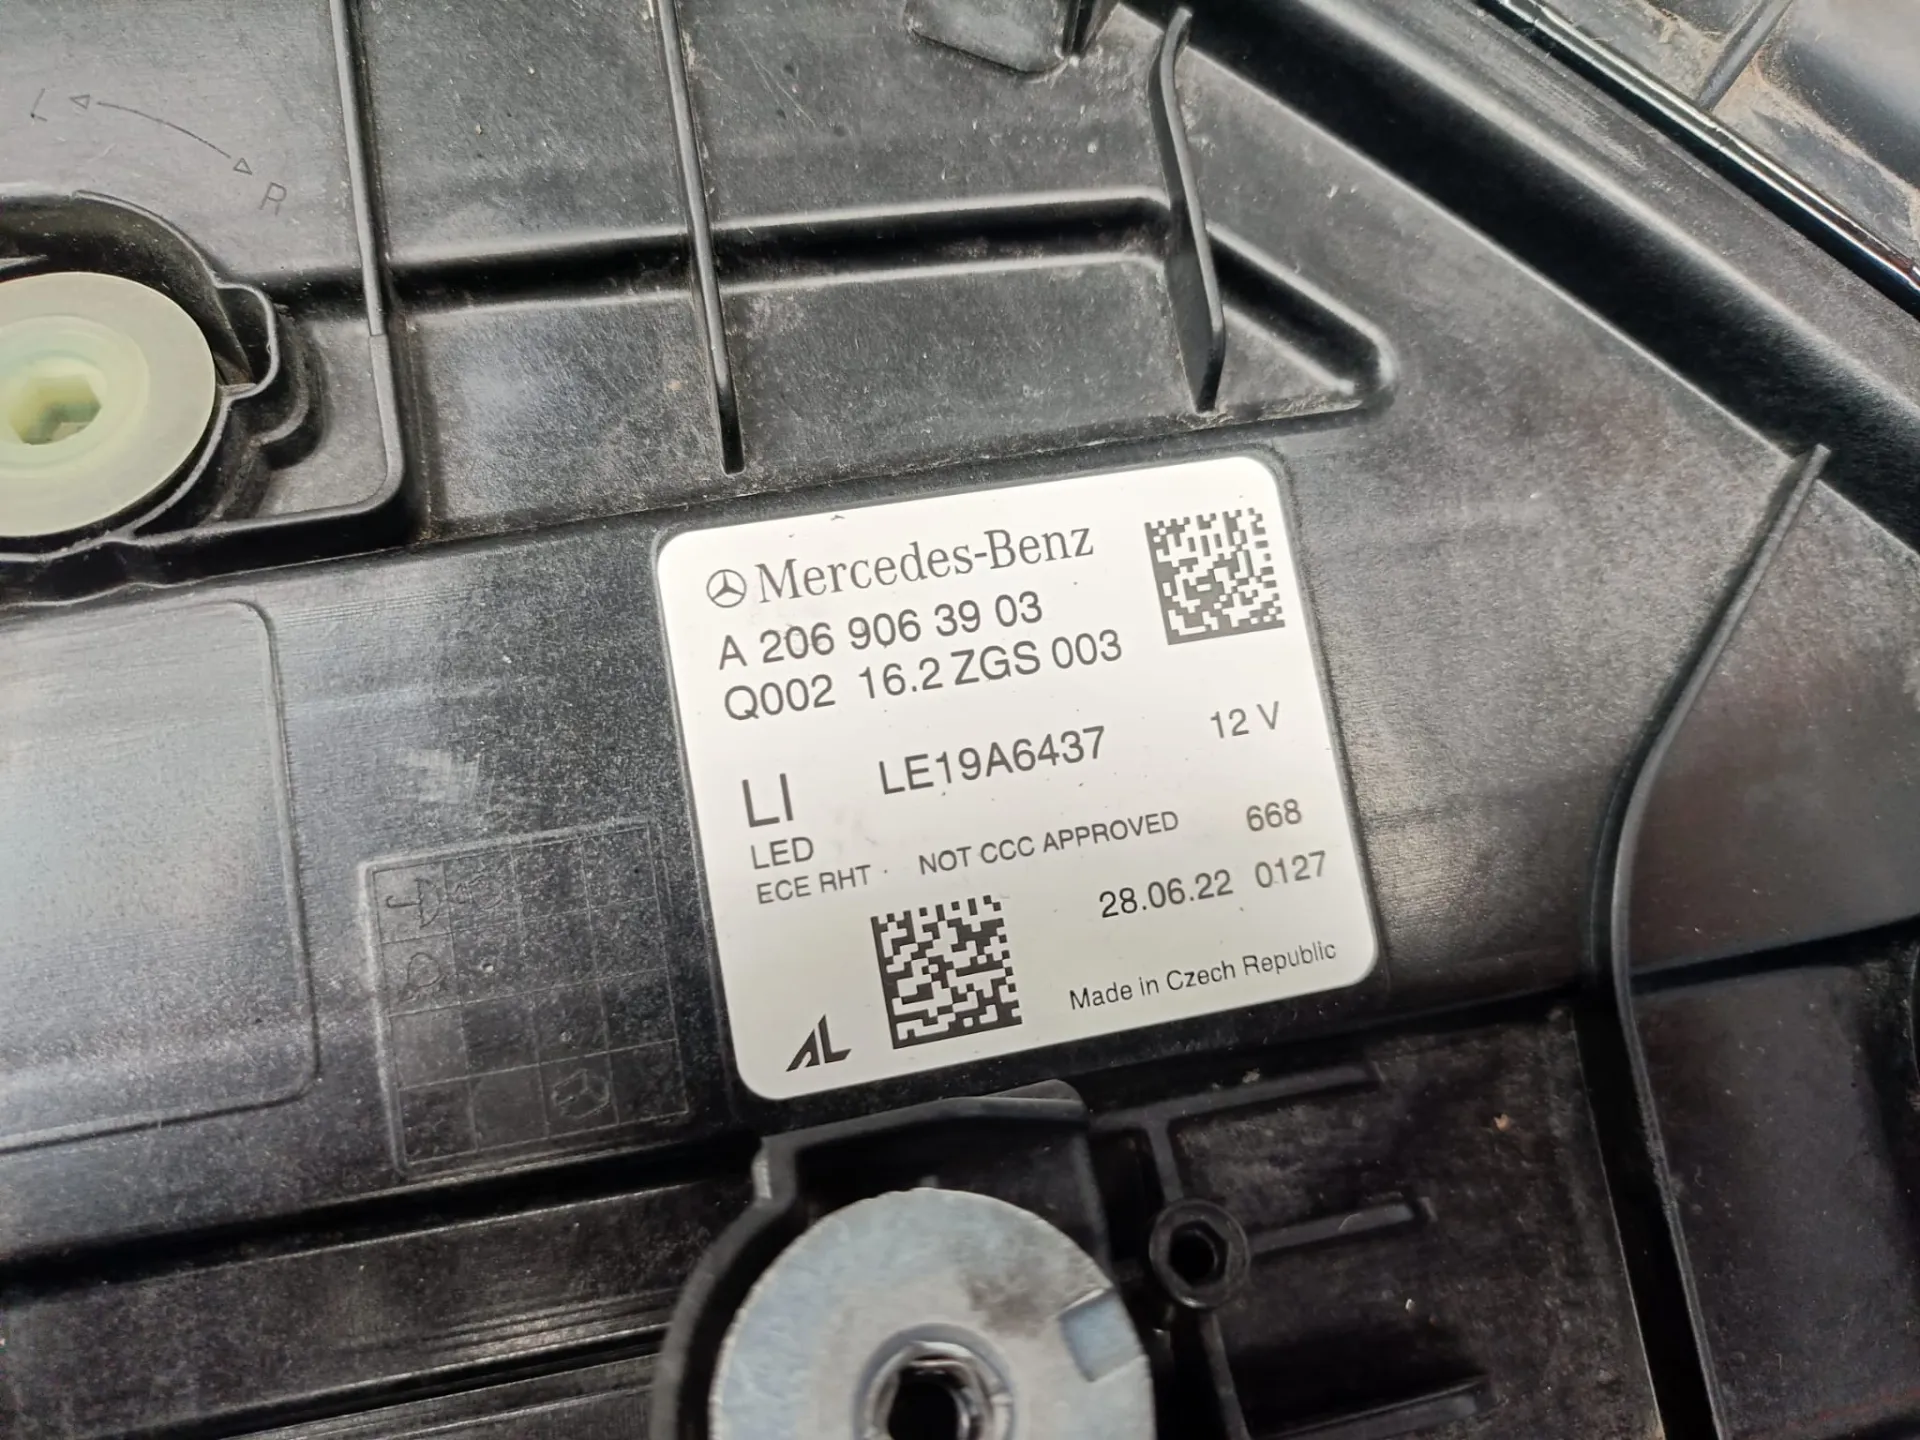 L
R
Mercedes-Benz
A 206 906 39 03
Q002 16.2 ZGS 003
LI LE19A6437 12 V
LED
ECE RHT · NOT CCC APPROVED 668
28.06.22 0127
Made in Czech Republic
AL